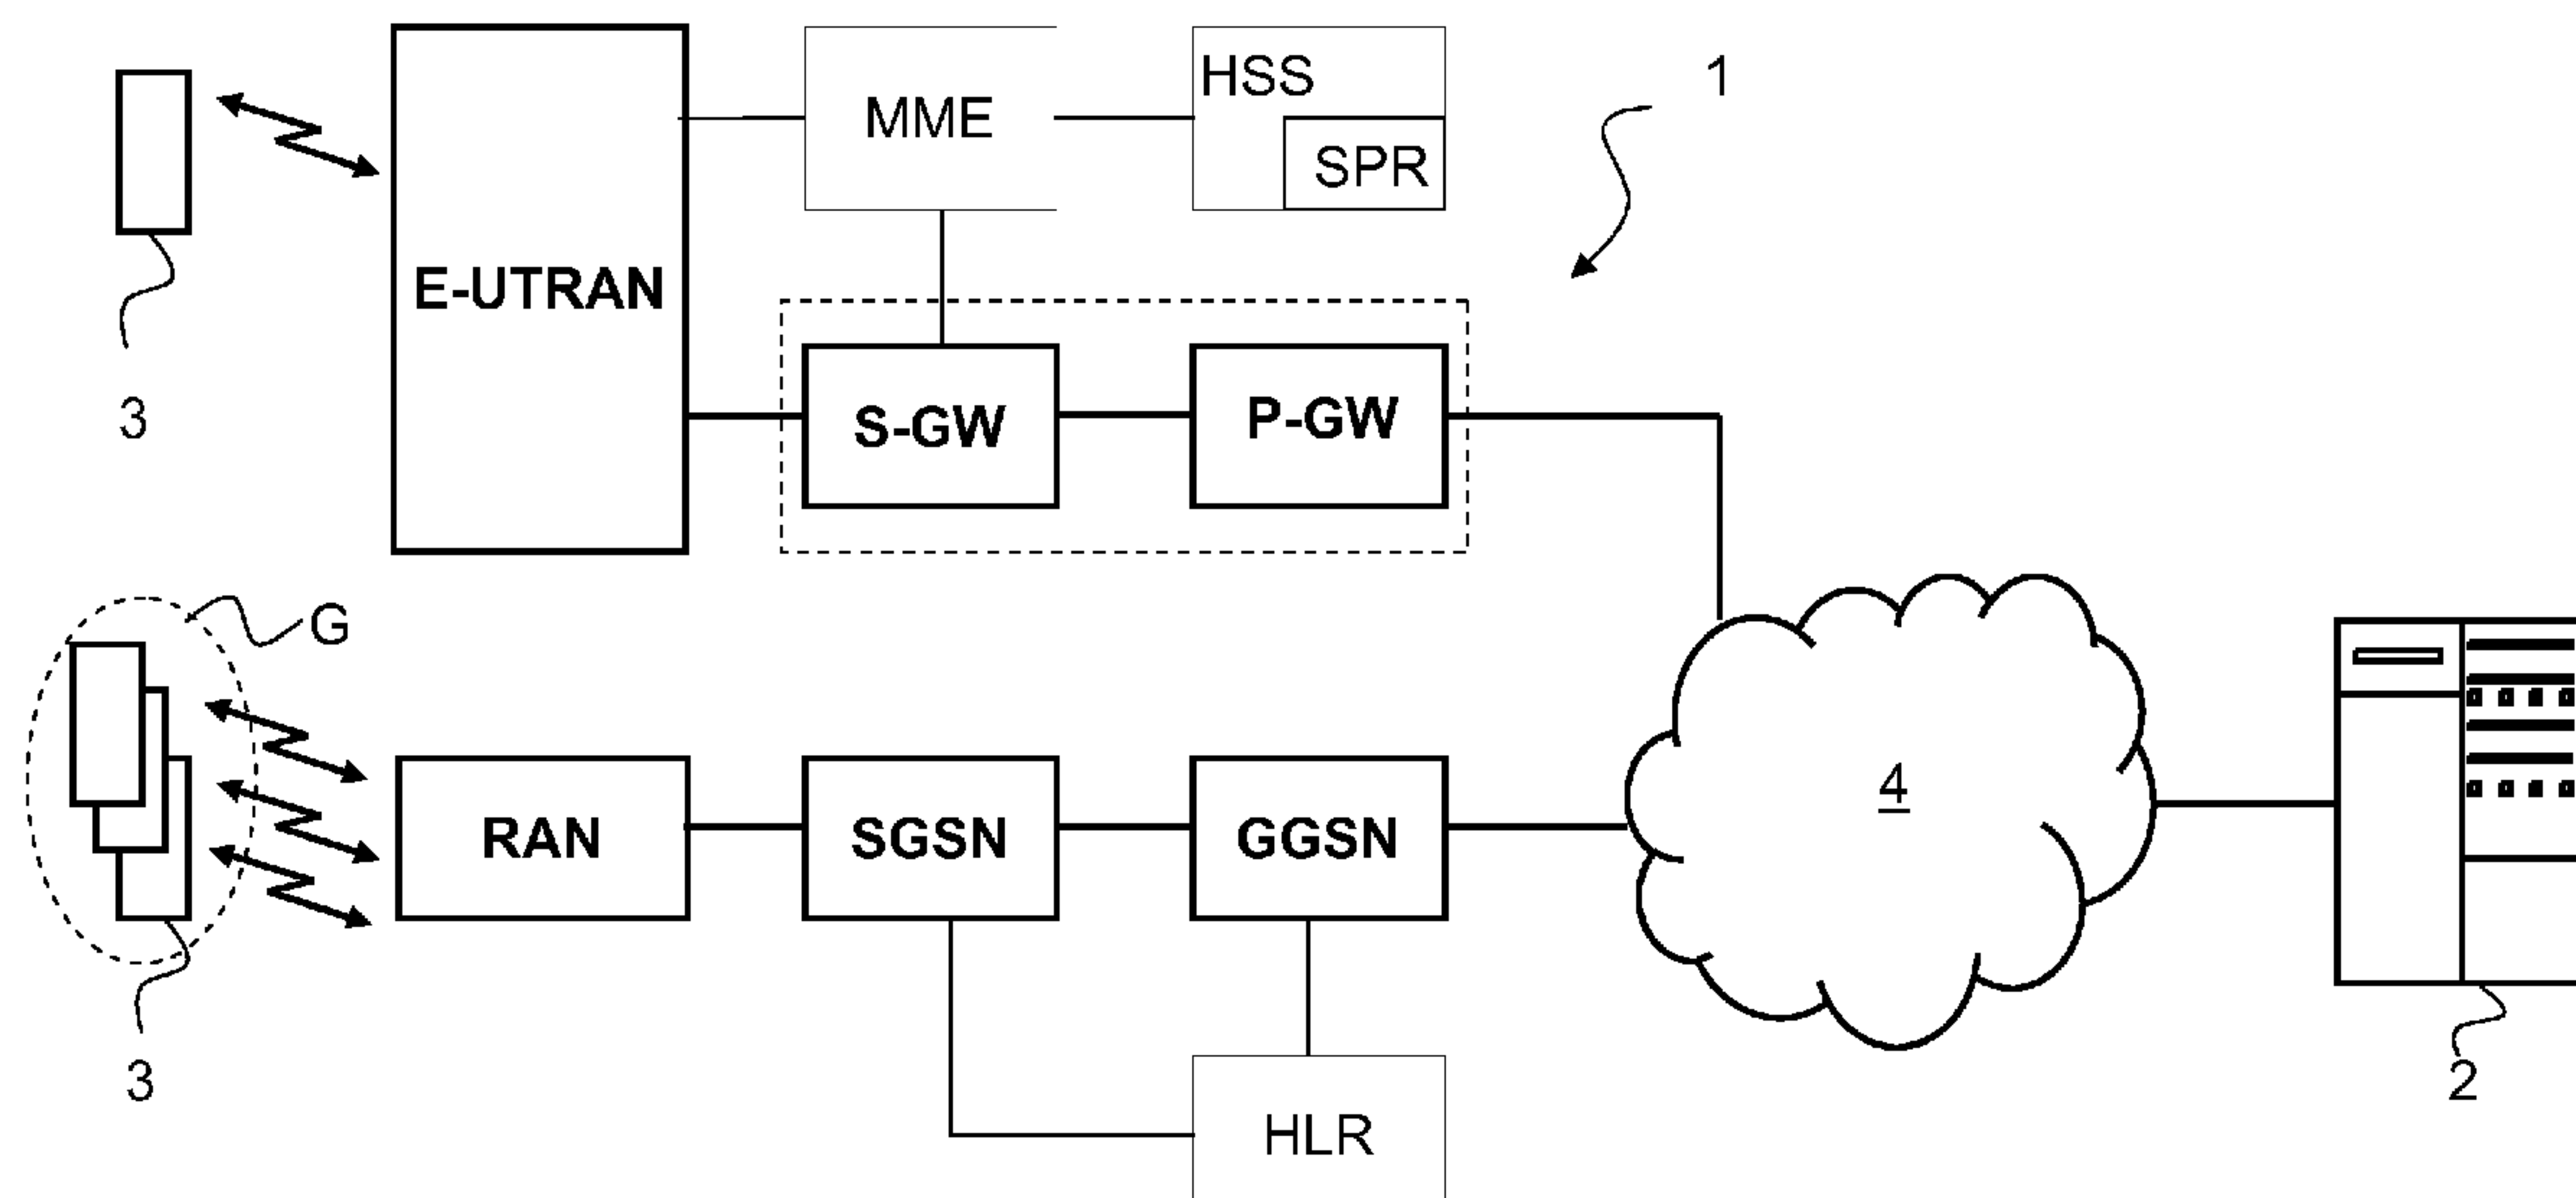 HSS
1
MME
SPR
E-UTRAN
3
S-GW
P-GW
G
4
RAN
SGSN
GGSN
3
2
HLR